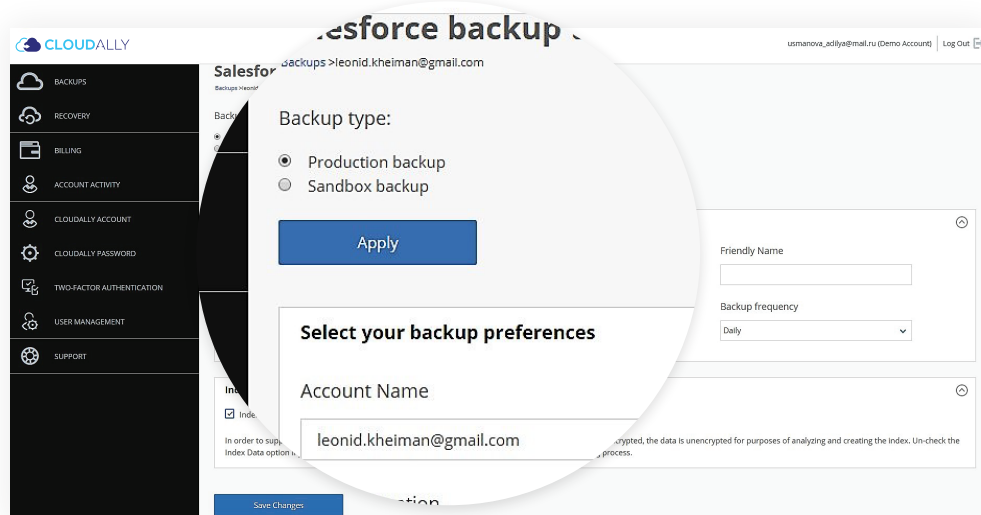 CLOUDALLY
usmanova_adilya@mail.ru (Demo Account)
Log Out
BACKUPS
RECOVERY
BILLING
ACCOUNT ACTIVITY
CLOUDALLY ACCOUNT
CLOUDALLY PASSWORD
TWO-FACTOR AUTHENTICATION
USER MANAGEMENT
SUPPORT
Salesfor
esforce backup
Backups >leonid.kheiman@gmail.com
Backup type:
Production backup
Sandbox backup
Apply
Select your backup preferences
Account Name
leonid.kheiman@gmail.com
Friendly Name
Backup frequency
Daily
Inde
In order to supp
crypted, the data is unencrypted for purposes of analyzing and creating the index. Un-check the
Index Data option
process.
Save Changes